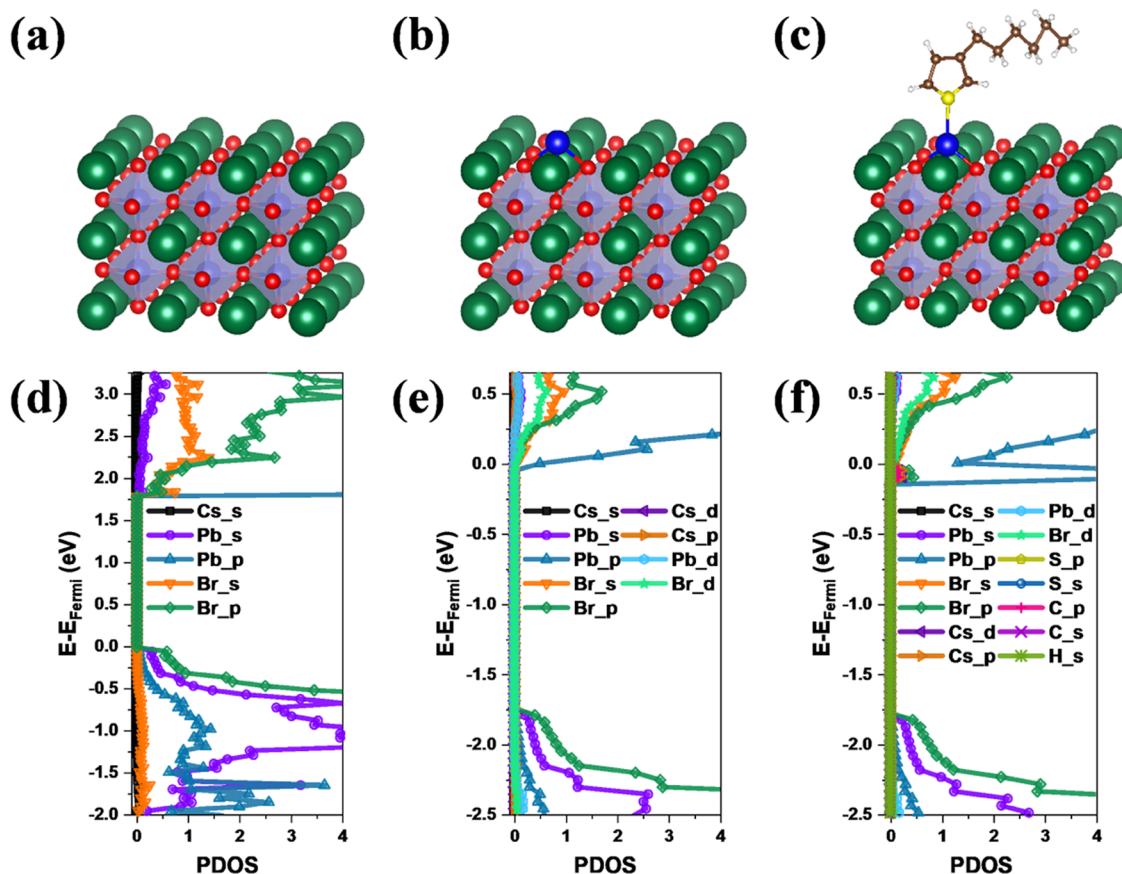 (a)
(b)
(c)
(d)
3.0
2.5
2.0
1.5
1.0
0.5
0.0
-0.5
-1.0
-1.5
-2.0
E-E_Fermi (eV)
Cs_s
Pb_s
Pb_p
Br_s
Br_p
0 1 2 3 4
PDOS
(e)
0.5
0.0
-0.5
-1.0
-1.5
-2.0
-2.5
E-E_Fermi (eV)
Cs_s Cs_d
Pb_s Cs_p
Pb_p Pb_d
Br_s Br_d
Br_p
0 1 2 3 4
PDOS
(f)
0.5
0.0
-0.5
-1.0
-1.5
-2.0
-2.5
E-E_Fermi (eV)
Cs_s Pb_d
Pb_s Br_d
Pb_p S_p
Br_s S_s
Br_p C_p
Cs_d C_s
Cs_p H_s
0 1 2 3 4
PDOS